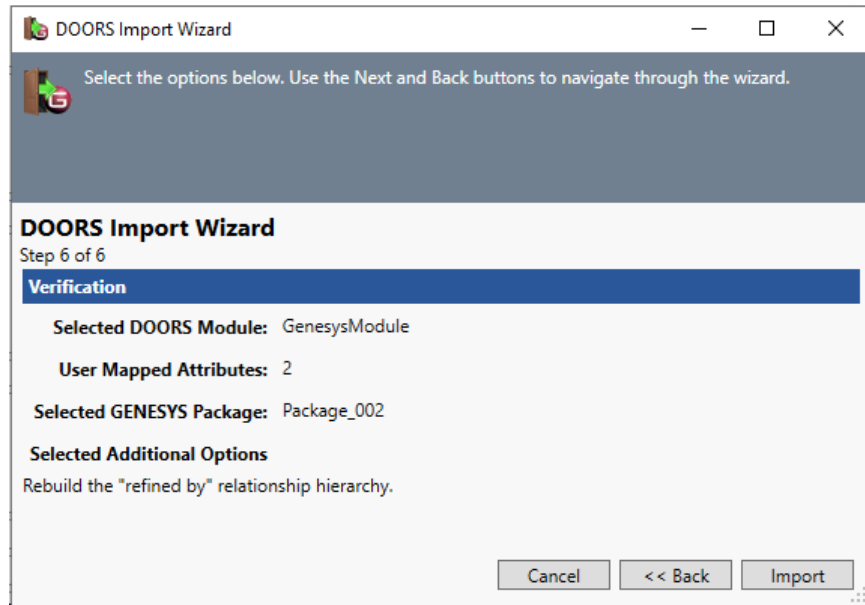 DOORS Import Wizard
Select the options below. Use the Next and Back buttons to navigate through the wizard.
DOORS Import Wizard
Step 6 of 6
Verification
Selected DOORS Module: GenesysModule
User Mapped Attributes: 2
Selected GENESYS Package: Package_002
Selected Additional Options
Rebuild the "refined by" relationship hierarchy.
Cancel << Back Import